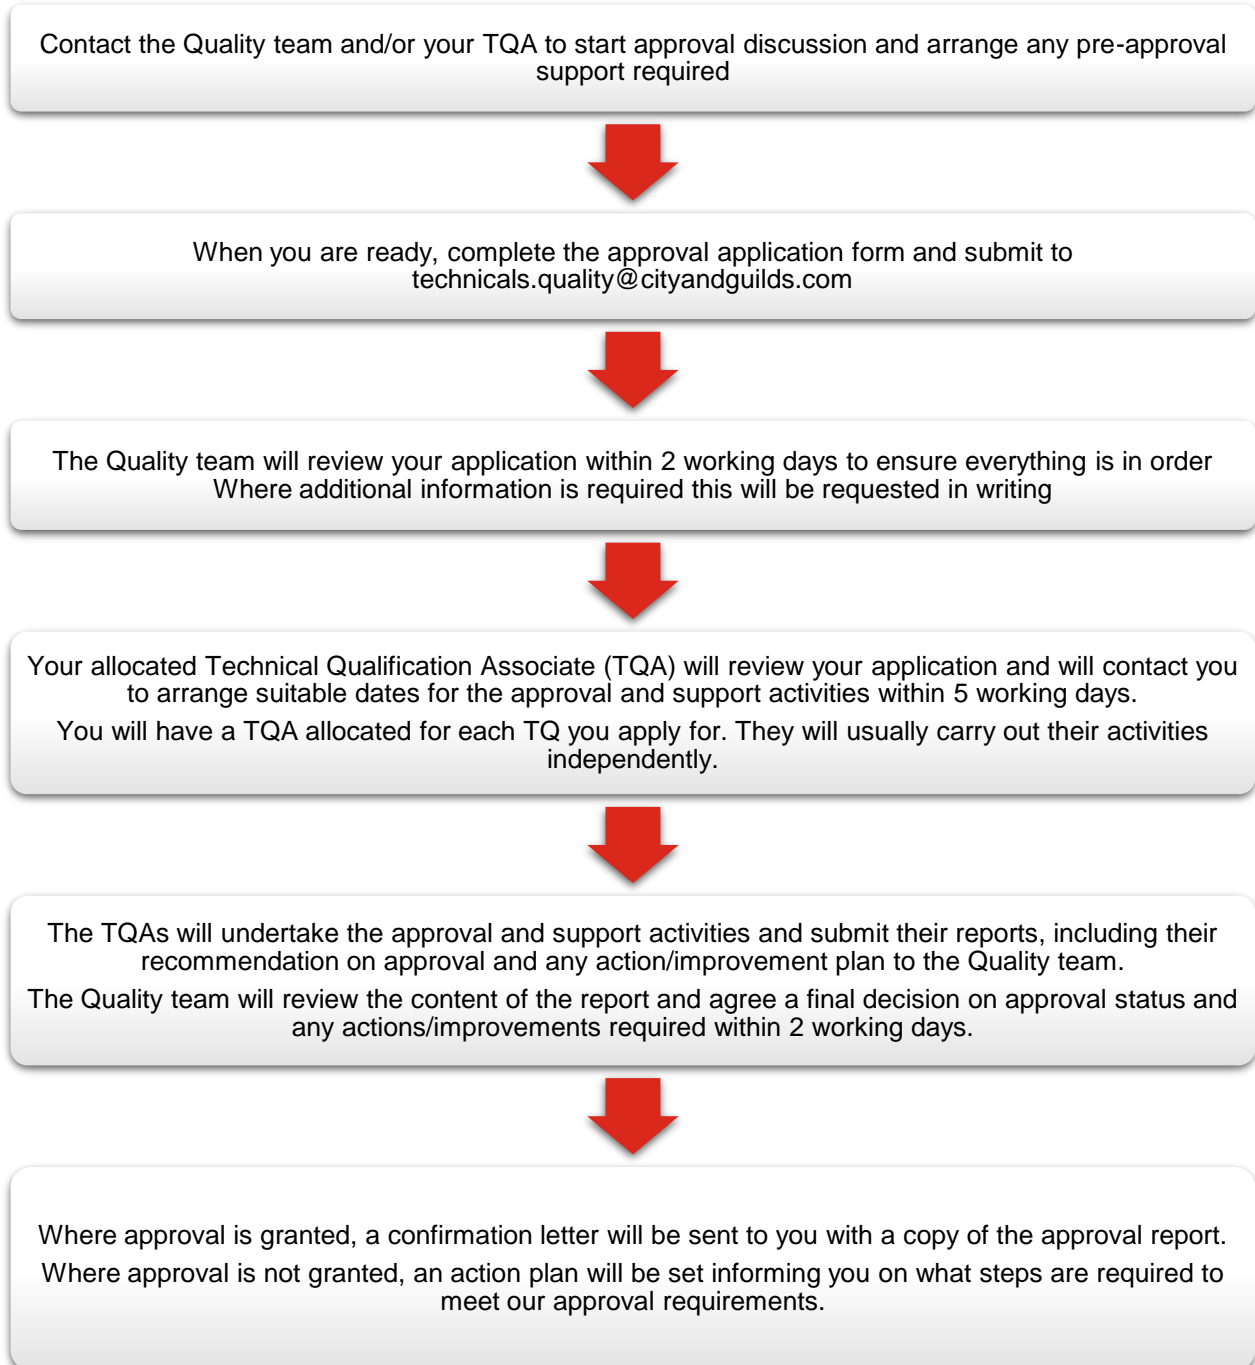 Contact the Quality team and/or your TQA to start approval discussion and arrange any pre-approval
support required
When you are ready, complete the approval application form and submit to
technicals.quality@cityandguilds.com
The Quality team will review your application within 2 working days to ensure everything is in order
Where additional information is required this will be requested in writing
Your allocated Technical Qualification Associate (TQA) will review your application and will contact you
to arrange suitable dates for the approval and support activities within 5 working days.
You will have a TQA allocated for each TQ you apply for. They will usually carry out their activities
independently.
The TQAs will undertake the approval and support activities and submit their reports, including their
recommendation on approval and any action/improvement plan to the Quality team.
The Quality team will review the content of the report and agree a final decision on approval status and
any actions/improvements required within 2 working days.
Where approval is granted, a confirmation letter will be sent to you with a copy of the approval report.
Where approval is not granted, an action plan will be set informing you on what steps are required to
meet our approval requirements.